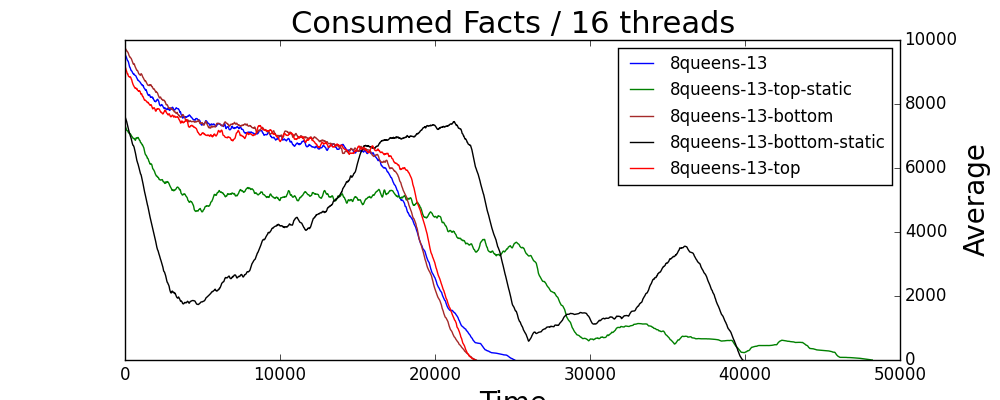 Consumed Facts / 16 threads
8queens-13
8queens-13-top-static
8queens-13-bottom
8queens-13-bottom-static
8queens-13-top
10000
8000
6000
4000
2000
0
Average
0 10000 20000 30000 40000 50000
Time